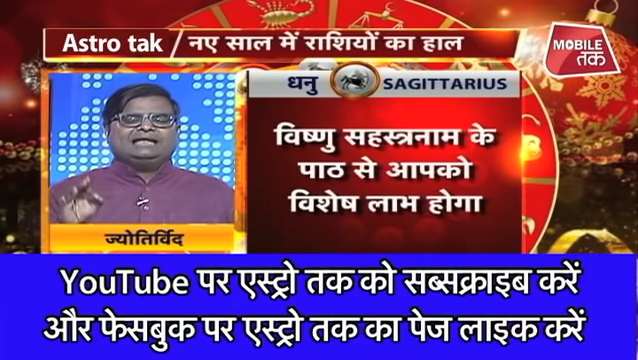 Astro tak
नए साल में राशियों का हाल
MOBILE
तक
धनु SAGITTARIUS
विष्णु सहस्त्रनाम के
पाठ से आपको
विशेष लाभ होगा
ज्योतिर्विद
YouTube पर एस्ट्रो तक को सब्सक्राइब करें
और फेसबुक पर एस्ट्रो तक का पेज लाइक करें